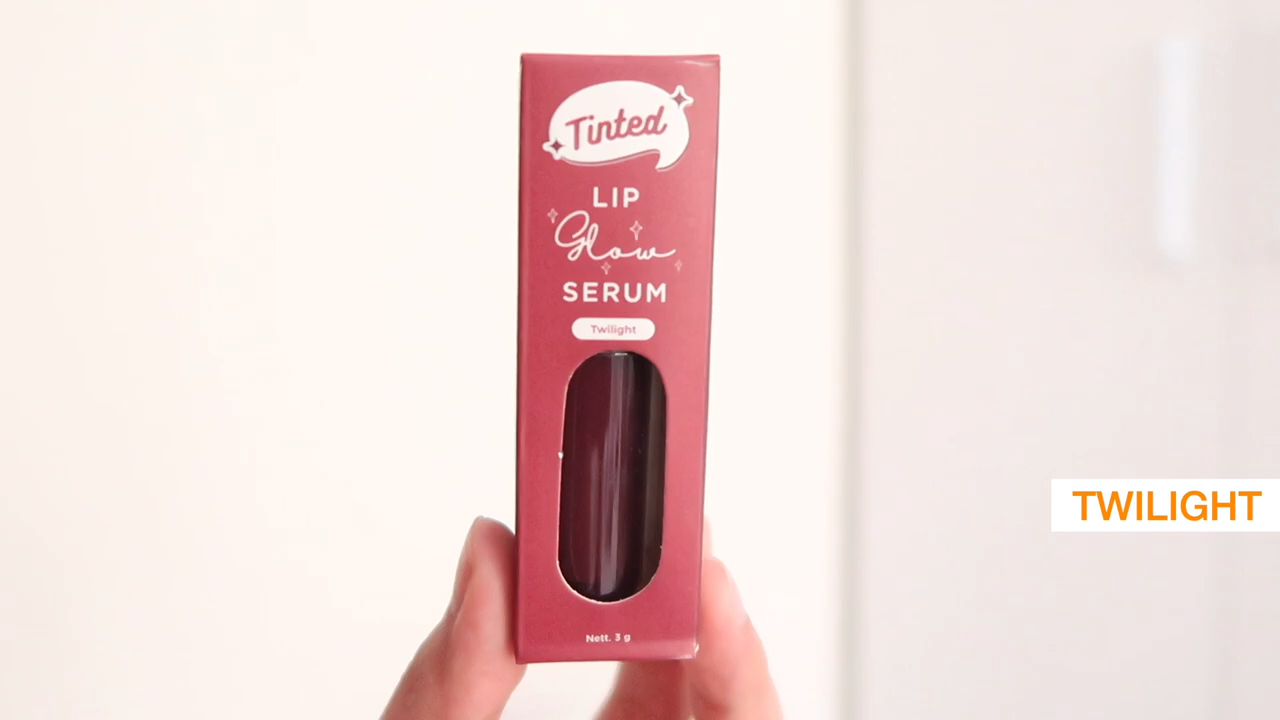 Tinted
LIP
Glow
SERUM
Twilight
Nett. 3 g
TWILIGHT